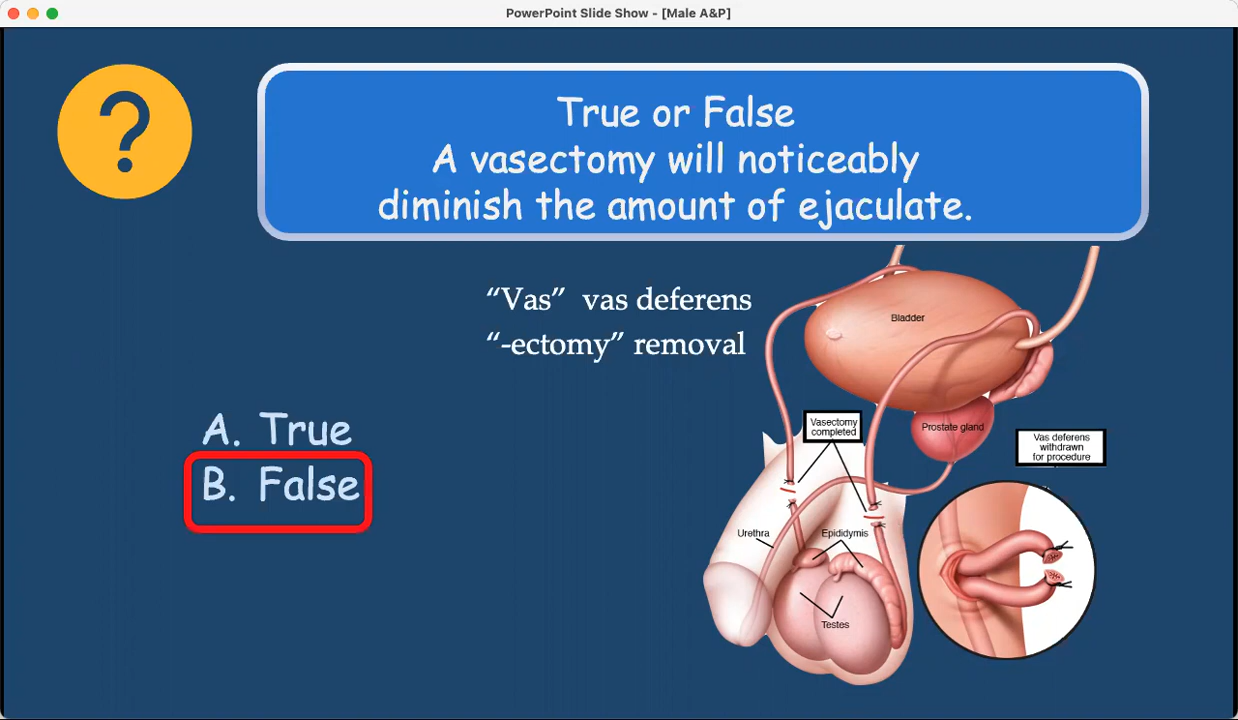 PowerPoint Slide Show - [Male A&P]
?
True or False
A vasectomy will noticeably
diminish the amount of ejaculate.
“Vas” vas deferens
“-ectomy” removal
Bladder
A. True
B. False
Vasectomy
completed
Prostate gland
Vas deferens
withdrawn
for procedure
Urethra
Epididymis
Testes